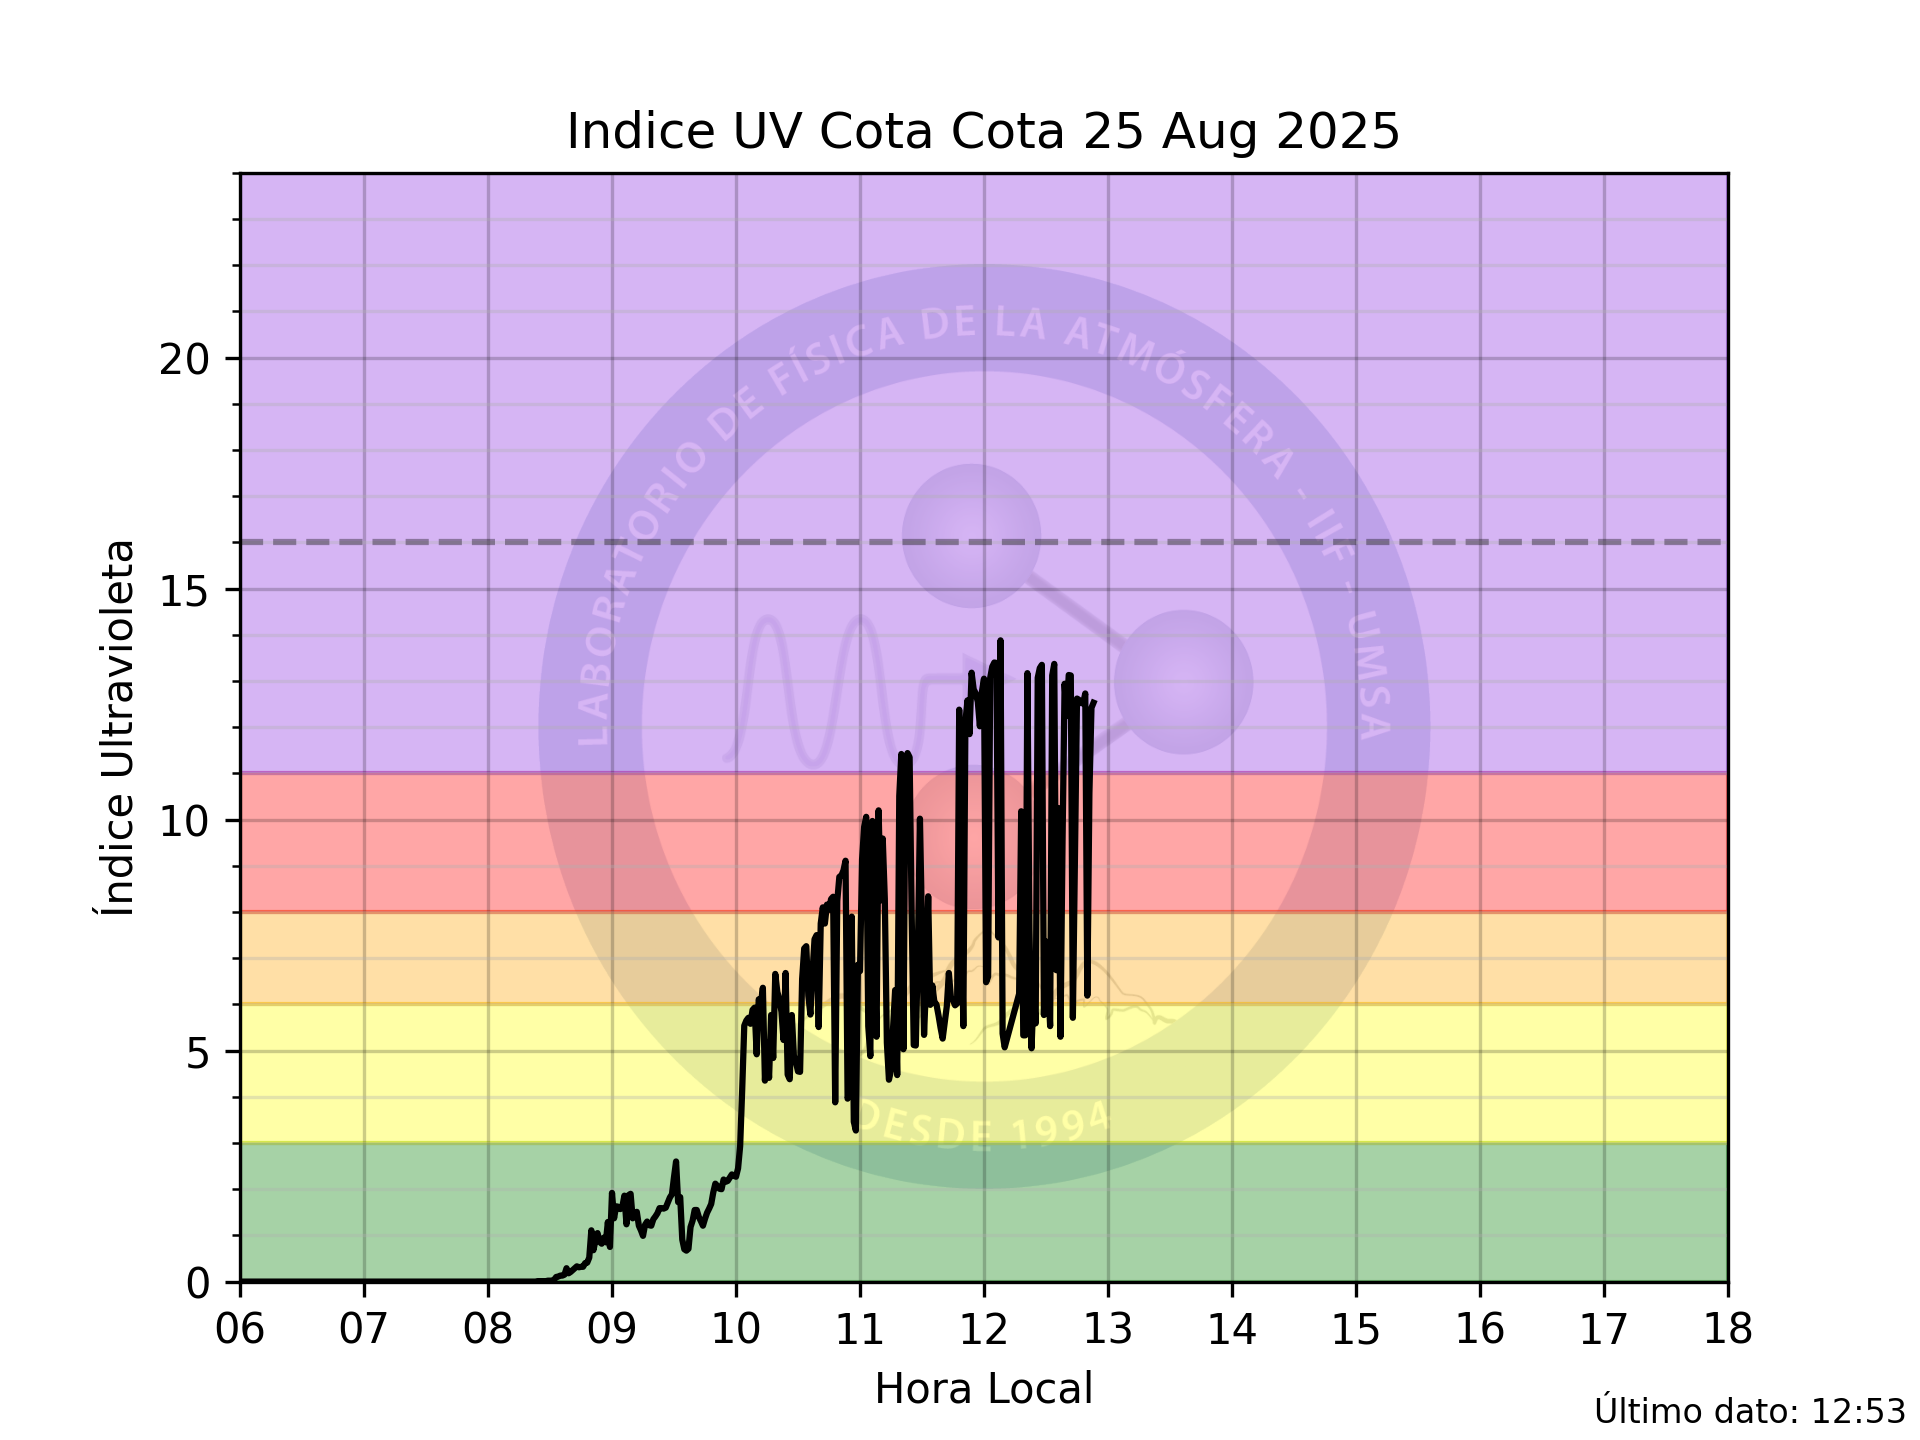 Indice UV Cota Cota 25 Aug 2025
LABORATORIO DE FÍSICA DE LA ATMÓSFERA - IIF - UMSA
DESDE 1994
Índice Ultravioleta
20
15
10
5
0
06 07 08 09 10 11 12 13 14 15 16 17 18
Hora Local
Último dato: 12:53